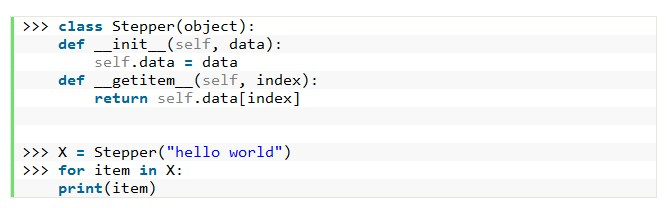 >>> class Stepper(object):
    def __init__(self, data):
        self.data = data
    def __getitem__(self, index):
        return self.data[index]
>>> X = Stepper("hello world")
>>> for item in X:
    print(item)